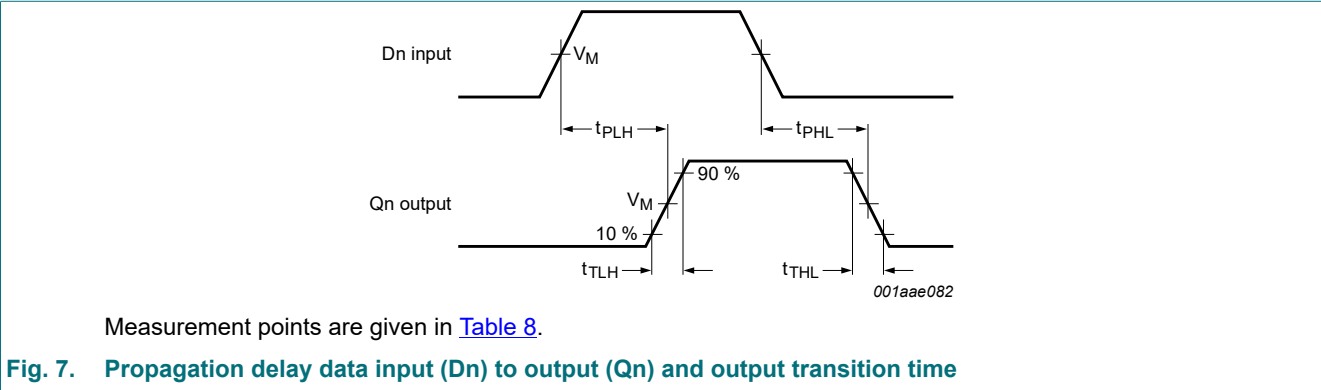 Dn input
VM
tPLH
tPHL
90 %
Qn output
VM
10 %
tTLH
tTHL
001aae082
Measurement points are given in Table 8.
Fig. 7. Propagation delay data input (Dn) to output (Qn) and output transition time